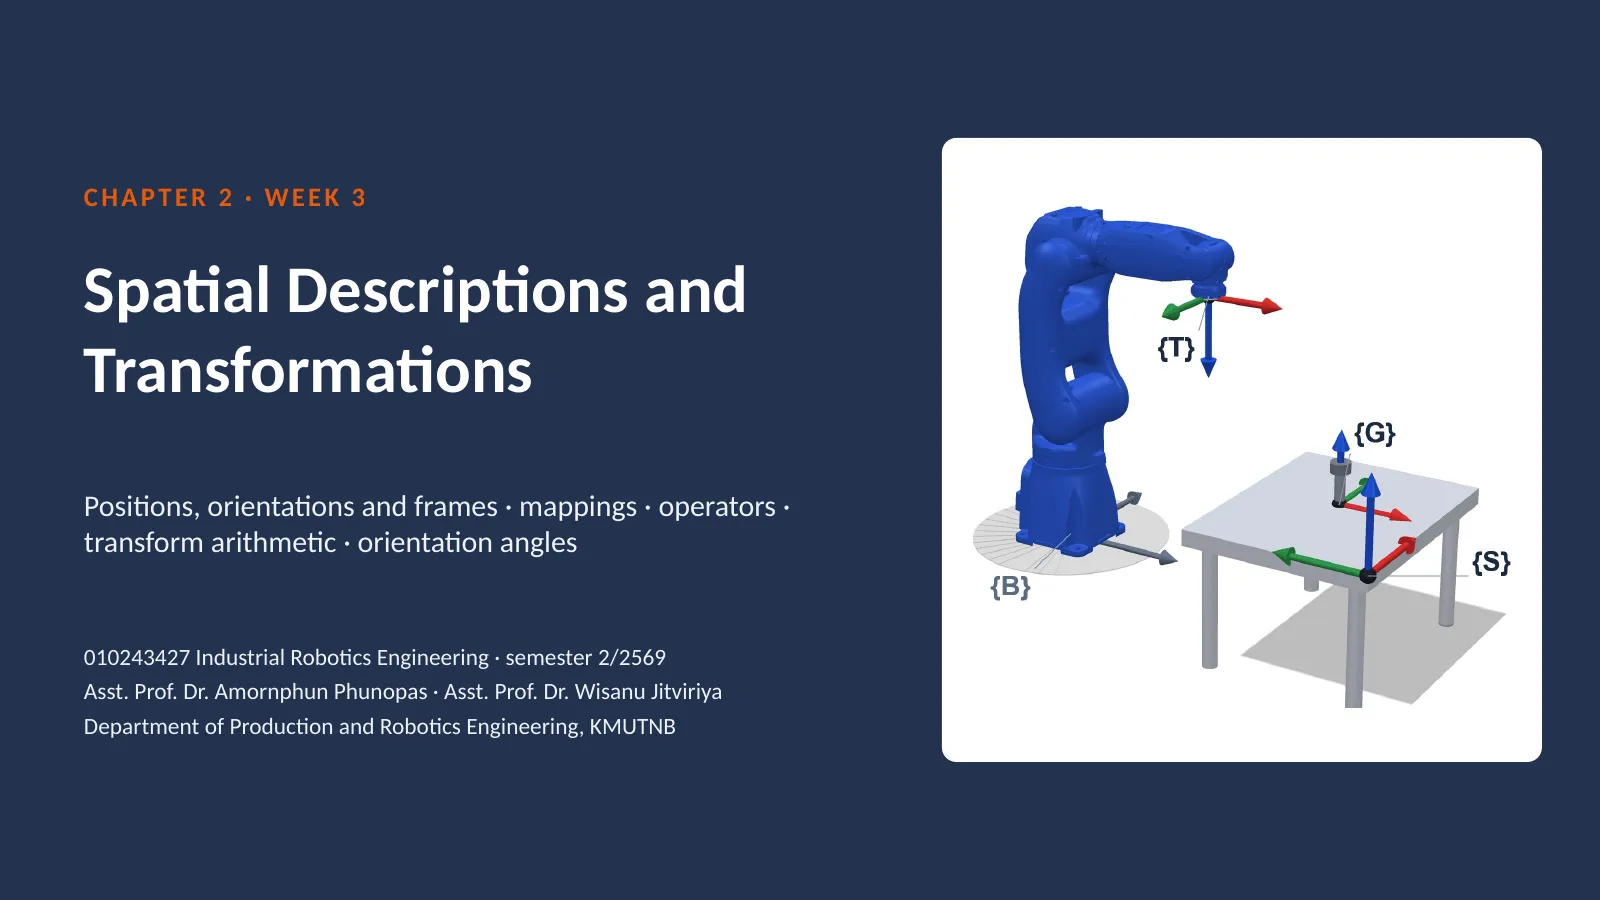 CHAPTER 2 · WEEK 3
Spatial Descriptions and
Transformations
Positions, orientations and frames · mappings · operators ·
transform arithmetic · orientation angles
010243427 Industrial Robotics Engineering · semester 2/2569
Asst. Prof. Dr. Amornphun Phunopas · Asst. Prof. Dr. Wisanu Jitviriya
Department of Production and Robotics Engineering, KMUTNB
{T}
{G}
{S}
{B}